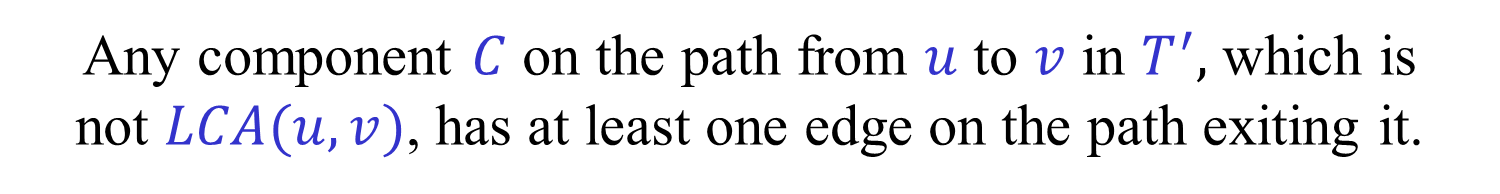 Any component C on the path from u to v in T′, which is
not LCA(u, v), has at least one edge on the path exiting it.